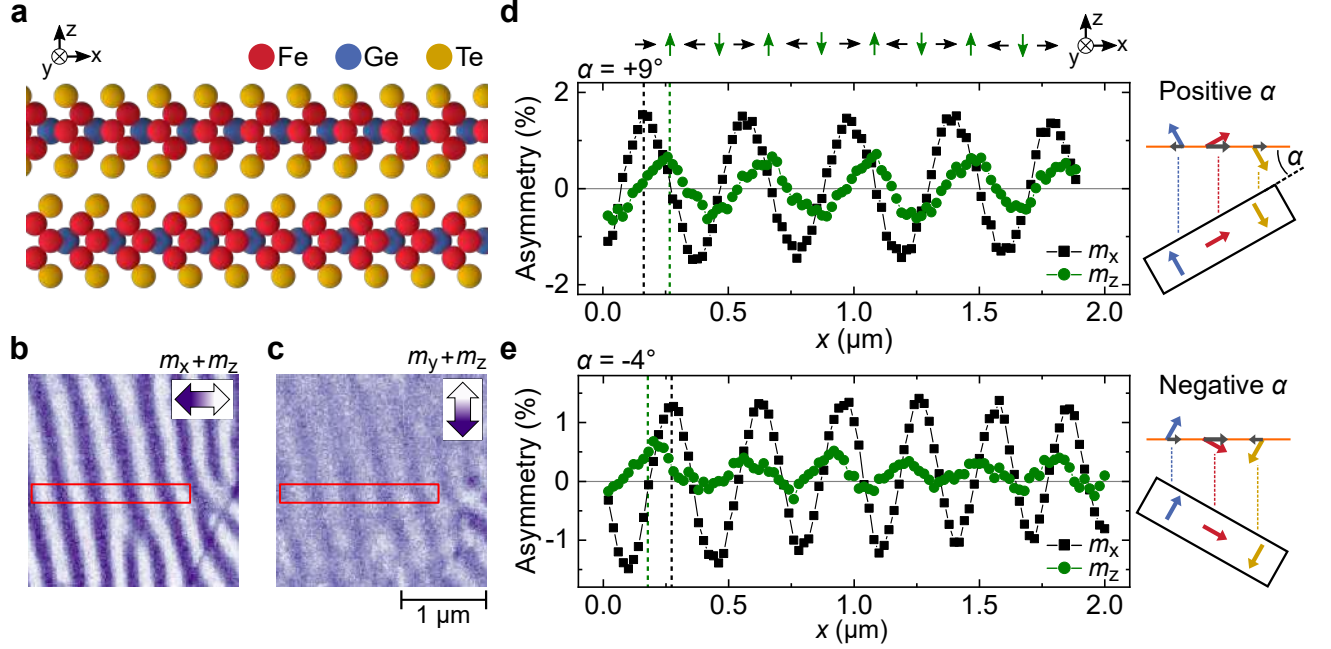 a
z
y
x
Fe
Ge
Te
b
mx+mz
c
my+mz
1 µm
d
α = +9°
z
y
x
Asymmetry (%)
2
0
-2
mx
mz
0.0 0.5 1.0 1.5 2.0
x (µm)
Positive α
α
e
α = -4°
Asymmetry (%)
1
0
-1
mx
mz
0.0 0.5 1.0 1.5 2.0
x (µm)
Negative α